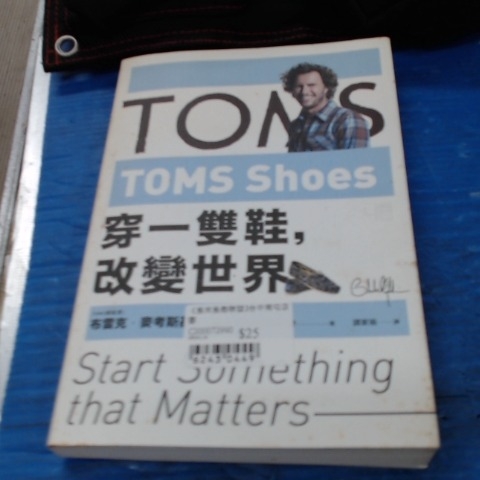 TOMS
TOMS Shoes
穿一雙鞋，
改變世界
布雷克．麥考斯
$25
62430449
Start Something
that Matters